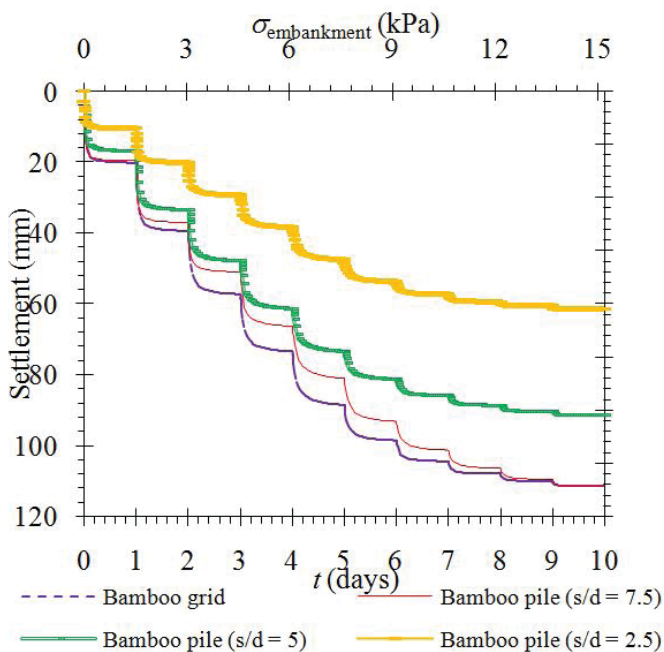 σembankment (kPa)
0 3 6 9 12 15
0
20
40
60
80
100
120
Settlement (mm)
0 1 2 3 4 5 6 7 8 9 10
t (days)
Bamboo grid
Bamboo pile (s/d = 7.5)
Bamboo pile (s/d = 5)
Bamboo pile (s/d = 2.5)